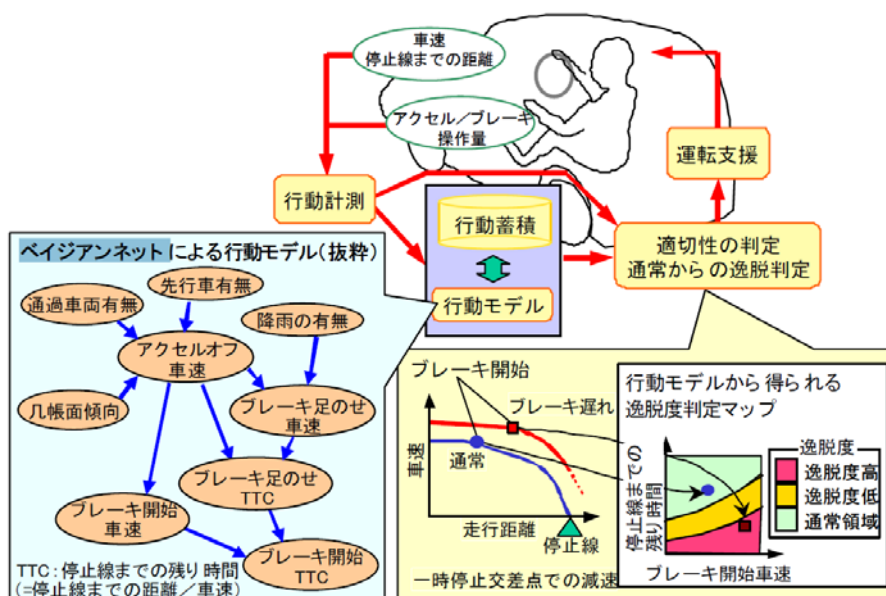 車速
停止線までの距離
アクセル／ブレーキ
操作量
運転支援
行動計測
行動蓄積
行動モデル
適切性の判定
通常からの逸脱判定
ベイジアンネットによる行動モデル(抜粋)
先行車有無
通過車両有無
降雨の有無
アクセルオフ
車速
几帳面傾向
ブレーキ足のせ
車速
ブレーキ足のせ
TTC
ブレーキ開始
車速
ブレーキ開始
TTC
TTC：停止線までの残り時間
(=停止線までの距離／車速)
ブレーキ開始
ブレーキ遅れ
車速
通常
走行距離
停止線
一時停止交差点での減速
行動モデルから得られる
逸脱度判定マップ
停止線までの
残り時間
逸脱度
逸脱度高
逸脱度低
通常領域
ブレーキ開始車速